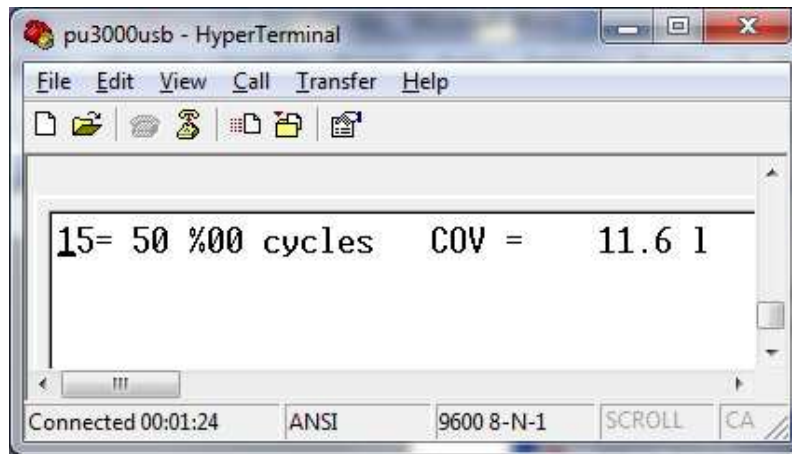 pu3000usb - HyperTerminal
File Edit View Call Transfer Help
15= 50 %00 cycles COV = 11.6 l
Connected 00:01:24 ANSI 9600 8-N-1 SCROLL CA